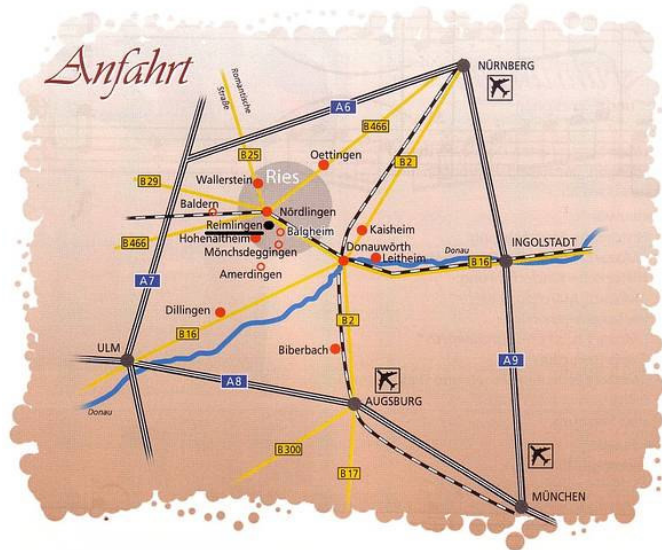 Anfahrt
NÜRNBERG
Romantische
Straße
A6
B466
B25
Oettingen
B2
Wallerstein
Ries
B29
Baldern
Nördlingen
Reimlingen
Balgheim
Kaisheim
B466
Hohenaltheim
Mönchsdeggingen
Donauwörth
Leitheim
Donau
INGOLSTADT
B16
Amerdingen
A7
Dillingen
B16
B2
ULM
Biberbach
A9
A8
Donau
AUGSBURG
B300
B17
MÜNCHEN